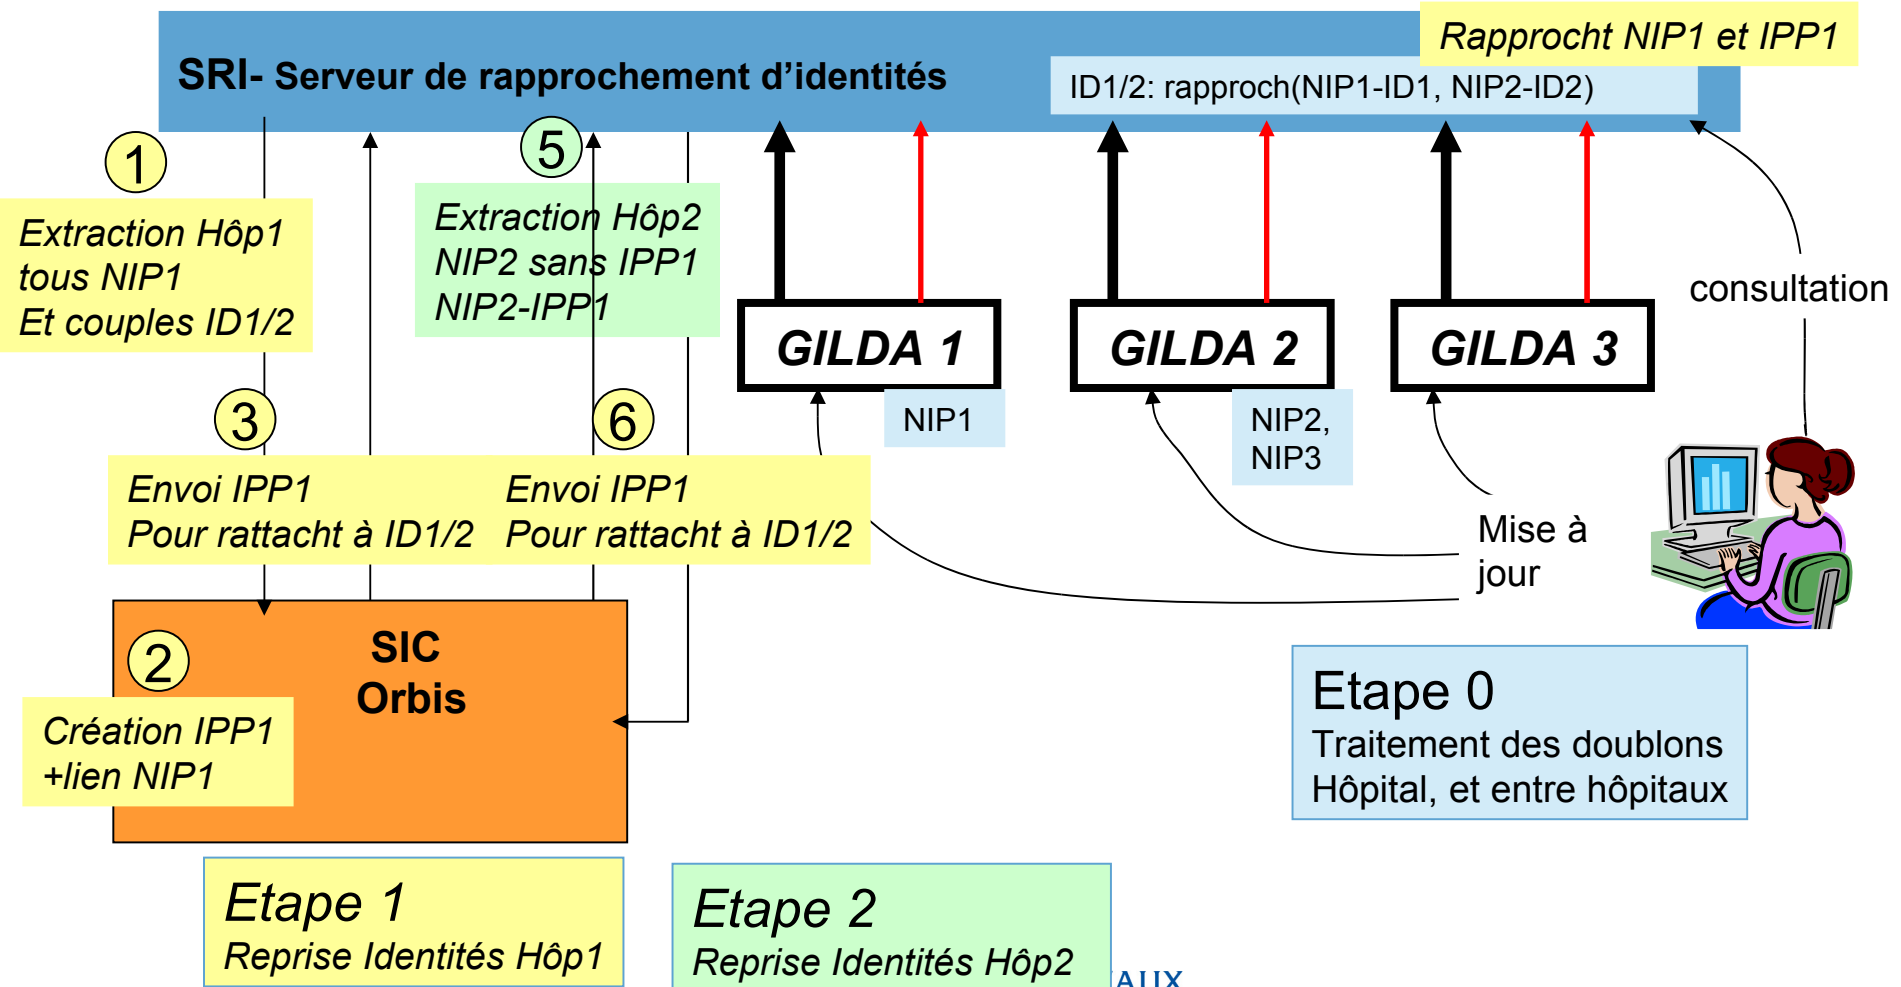 Rapprocht NIP1 et IPP1
SRI- Serveur de rapprochement d'identités
ID1/2: rapproch(NIP1-ID1, NIP2-ID2)
1
Extraction Hôp1
tous NIP1
Et couples ID1/2
5
Extraction Hôp2
NIP2 sans IPP1
NIP2-IPP1
consultation
GILDA 1
GILDA 2
GILDA 3
NIP1
NIP2,
NIP3
3
Envoi IPP1
Pour rattacht à ID1/2
6
Envoi IPP1
Pour rattacht à ID1/2
Mise à
jour
SIC
Orbis
2
Création IPP1
+lien NIP1
Etape 0
Traitement des doublons
Hôpital, et entre hôpitaux
Etape 1
Reprise Identités Hôp1
Etape 2
Reprise Identités Hôp2
AUX